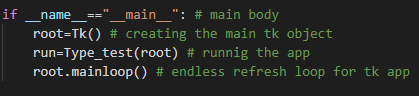 if __name__=="__main__": # main body
    root=Tk() # creating the main tk object
    run=Type_test(root) # runnig the app
    root.mainloop() # endless refresh loop for tk app